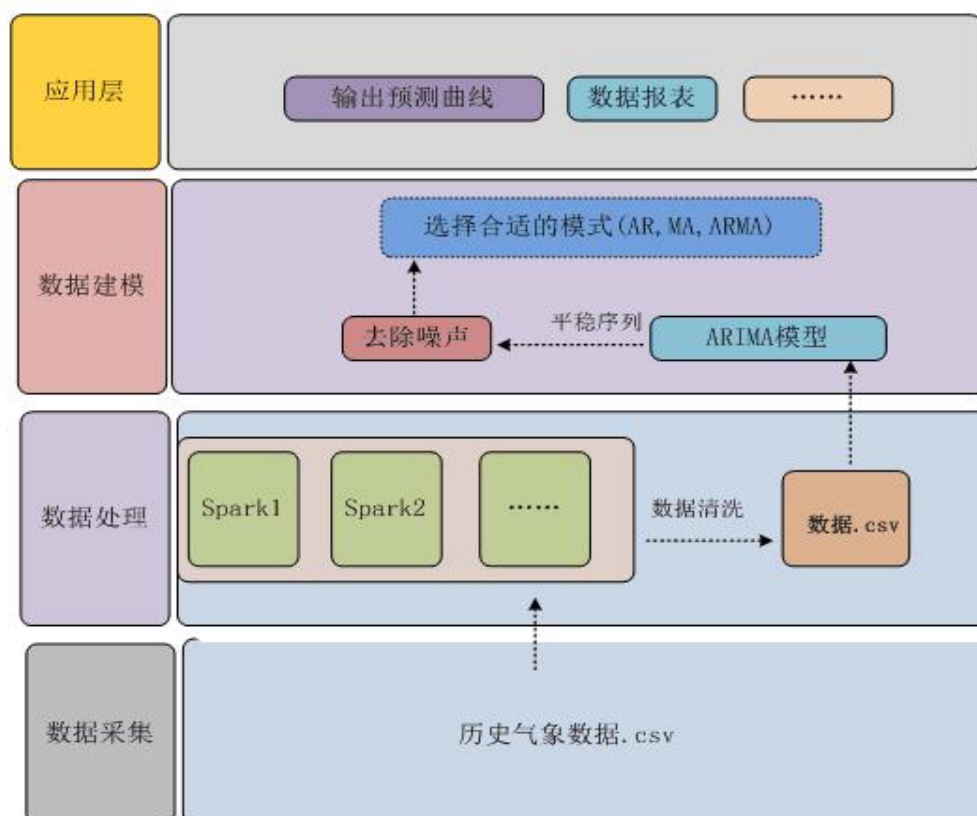 应用层
输出预测曲线
数据报表
……
数据建模
选择合适的模式(AR,MA,ARMA)
去除噪声
平稳序列
ARIMA模型
数据处理
Spark1
Spark2
……
数据清洗
数据.csv
数据采集
历史气象数据.csv